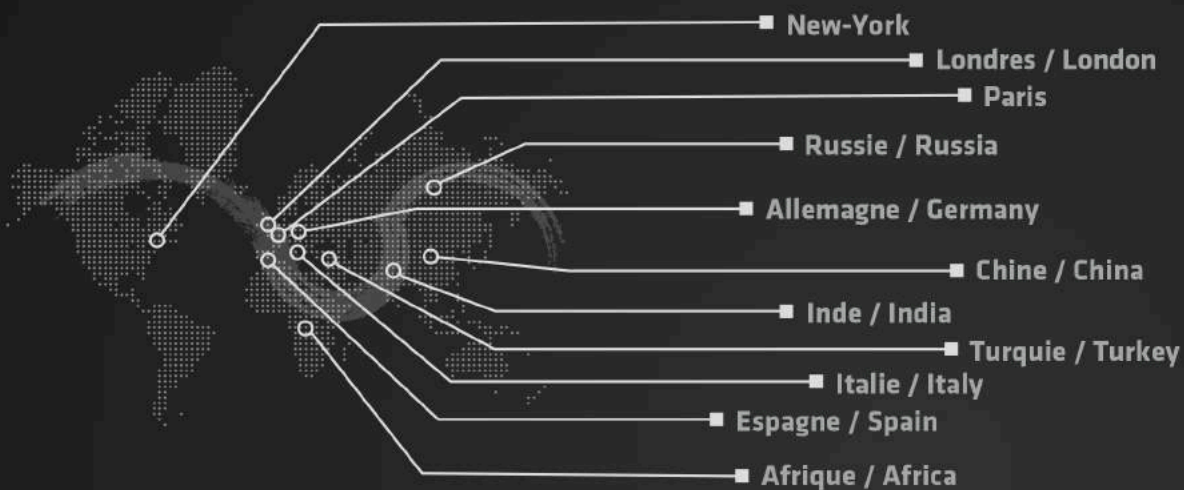 New-York
Londres / London
Paris
Russie / Russia
Allemagne / Germany
Chine / China
Inde / India
Turquie / Turkey
Italie / Italy
Espagne / Spain
Afrique / Africa